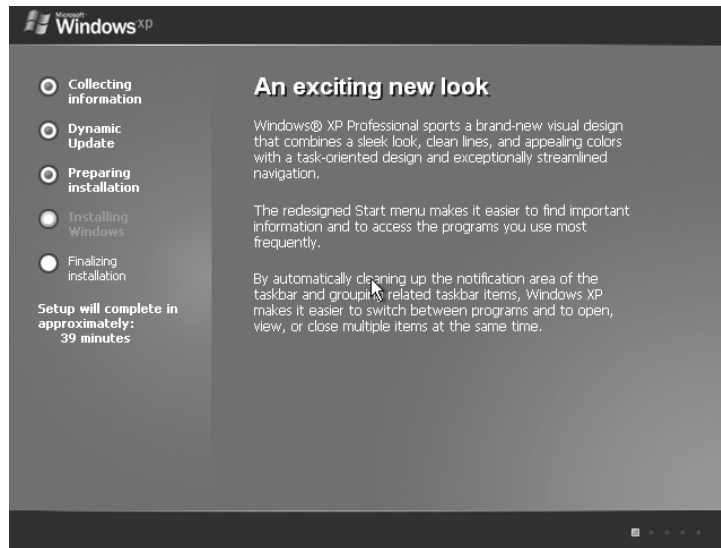 Microsoft
Windows xp
Collecting
information
Dynamic
Update
Preparing
installation
Installing
Windows
Finalizing
installation
Setup will complete in
approximately:
39 minutes
An exciting new look
Windows® XP Professional sports a brand-new visual design
that combines a sleek look, clean lines, and appealing colors
with a task-oriented design and exceptionally streamlined
navigation.
The redesigned Start menu makes it easier to find important
information and to access the programs you use most
frequently.
By automatically cleaning up the notification area of the
taskbar and grouping related taskbar items, Windows XP
makes it easier to switch between programs and to open,
view, or close multiple items at the same time.